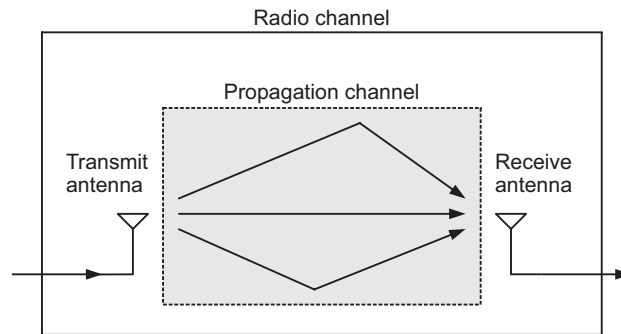 Radio channel
Propagation channel
Transmit
antenna
Receive
antenna